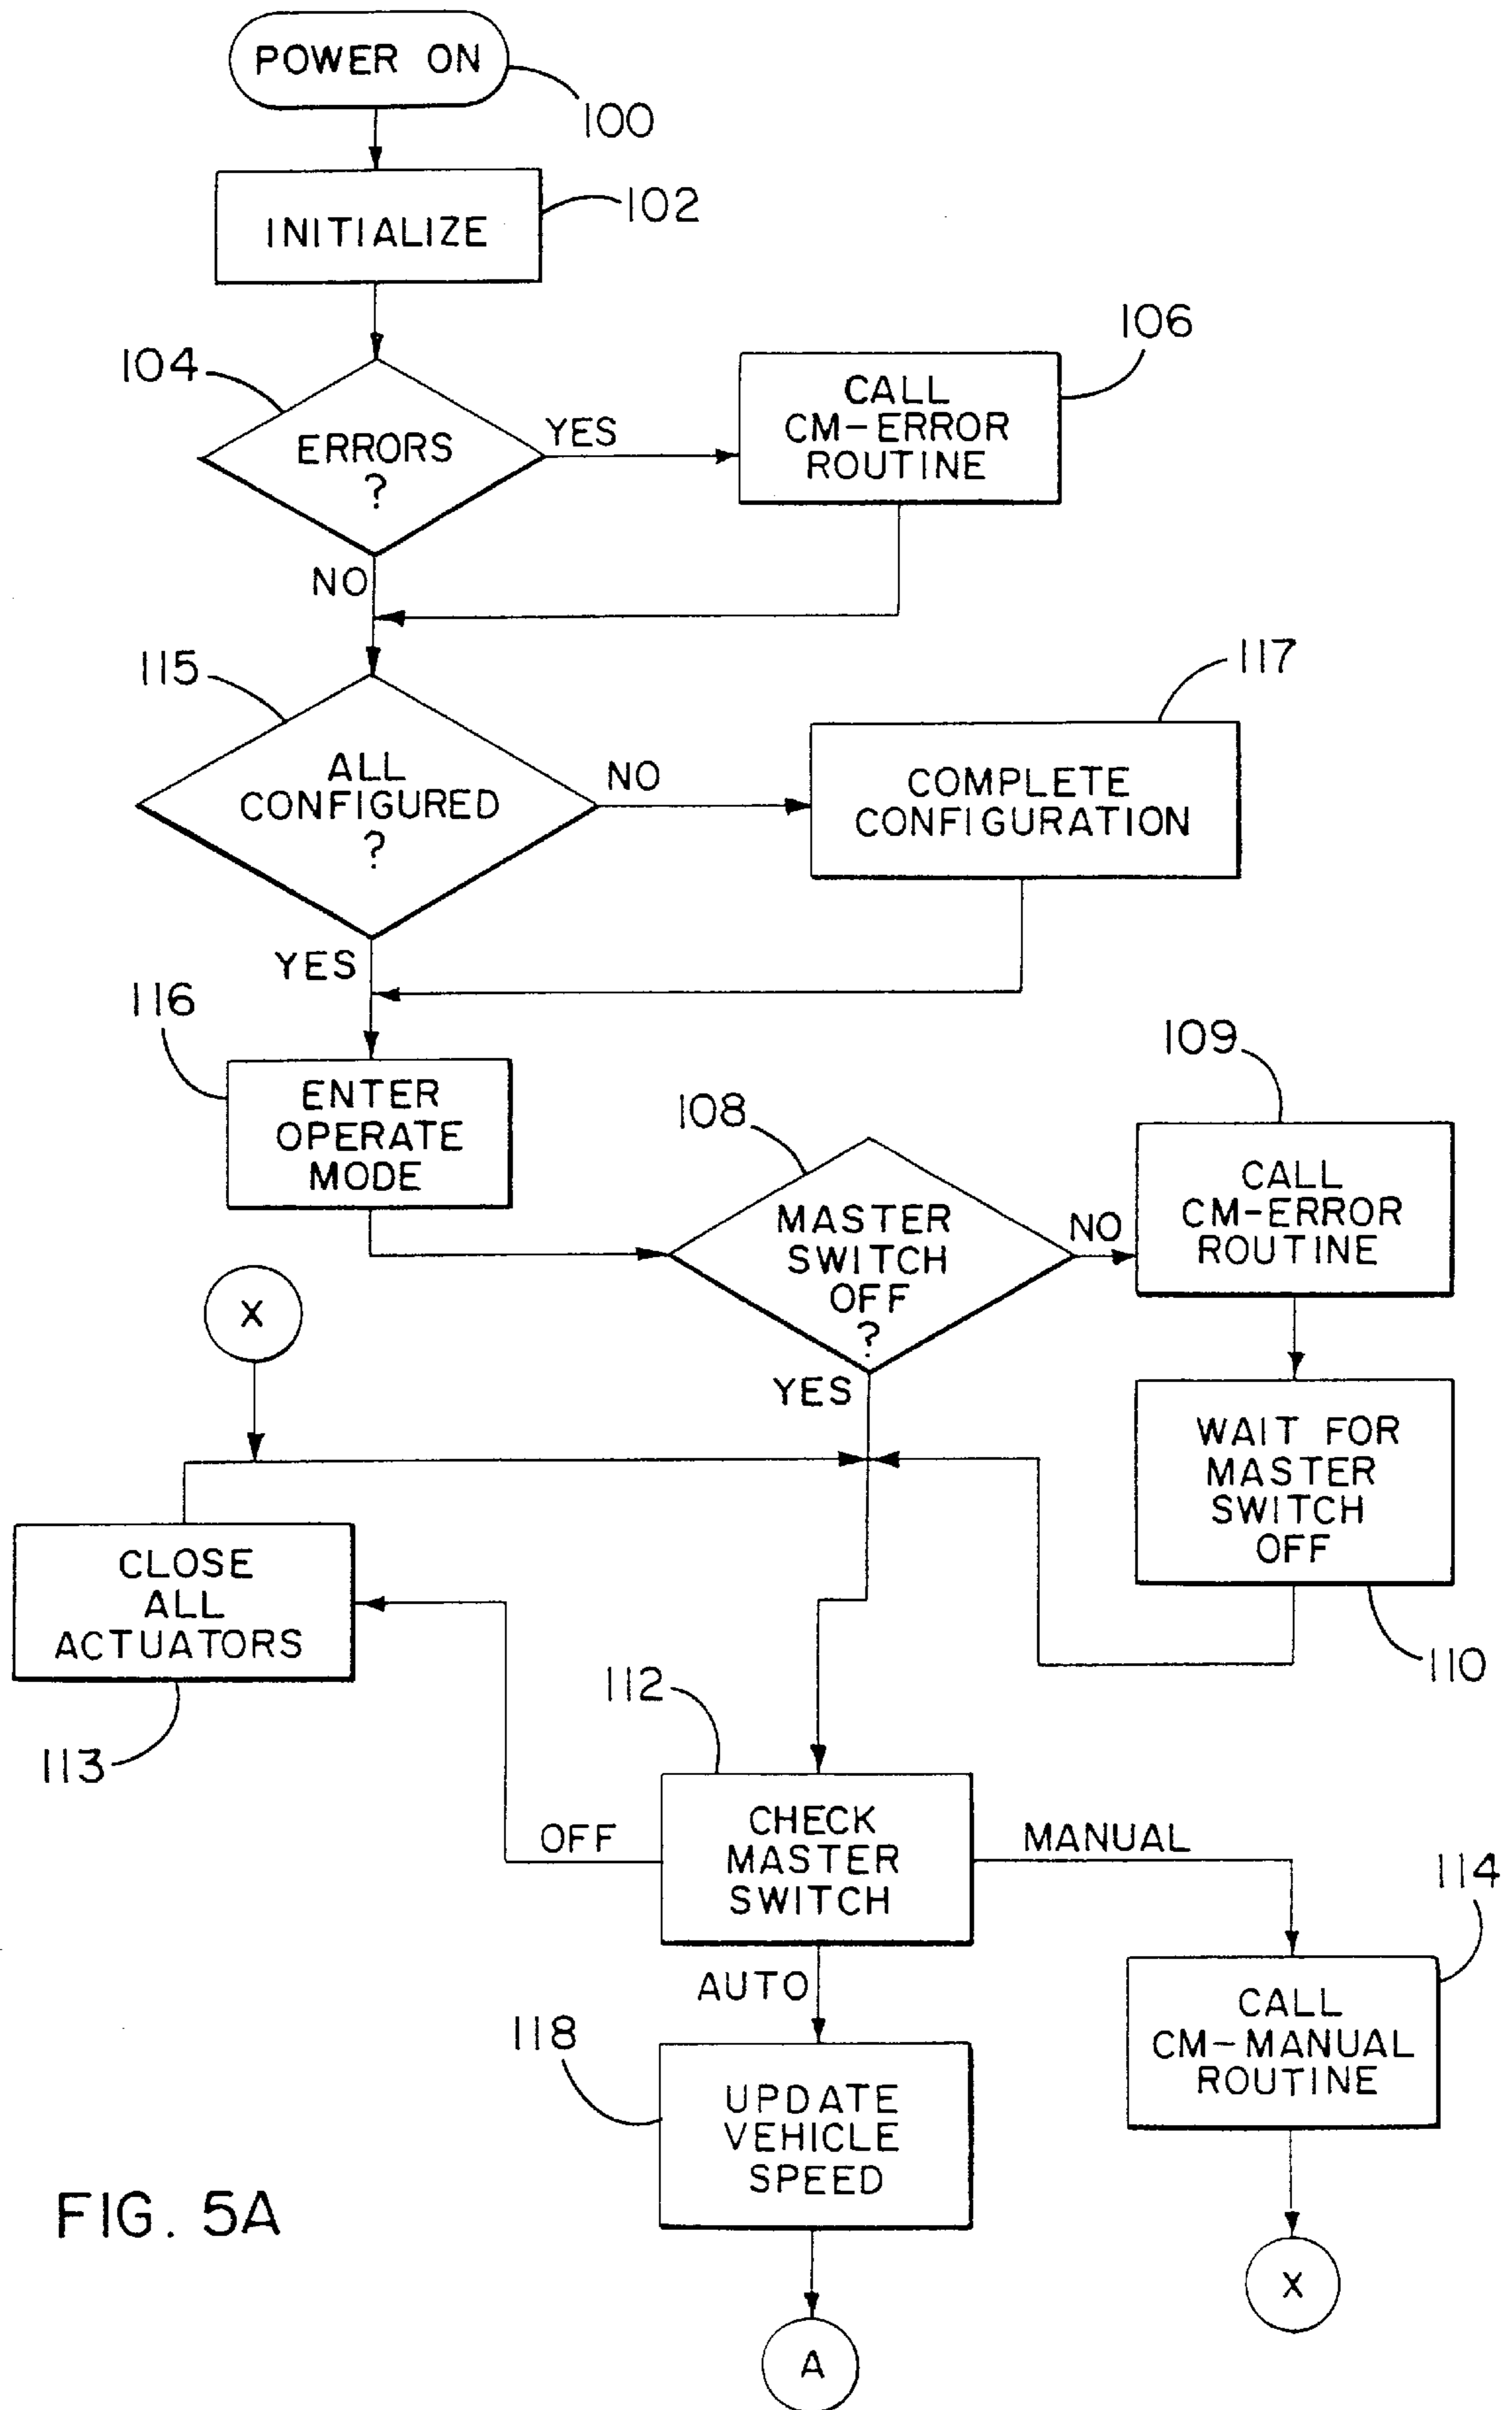 POWER ON
100
INITIALIZE
102
104
ERRORS
?
YES
NO
106
CALL
CM-ERROR
ROUTINE
115
ALL
CONFIGURED
?
NO
YES
117
COMPLETE
CONFIGURATION
116
ENTER
OPERATE
MODE
108
MASTER
SWITCH
OFF
?
NO
YES
109
CALL
CM-ERROR
ROUTINE
X
WAIT FOR
MASTER
SWITCH
OFF
110
CLOSE
ALL
ACTUATORS
113
112
CHECK
MASTER
SWITCH
OFF
MANUAL
AUTO
114
CALL
CM-MANUAL
ROUTINE
118
UPDATE
VEHICLE
SPEED
X
A
FIG. 5A